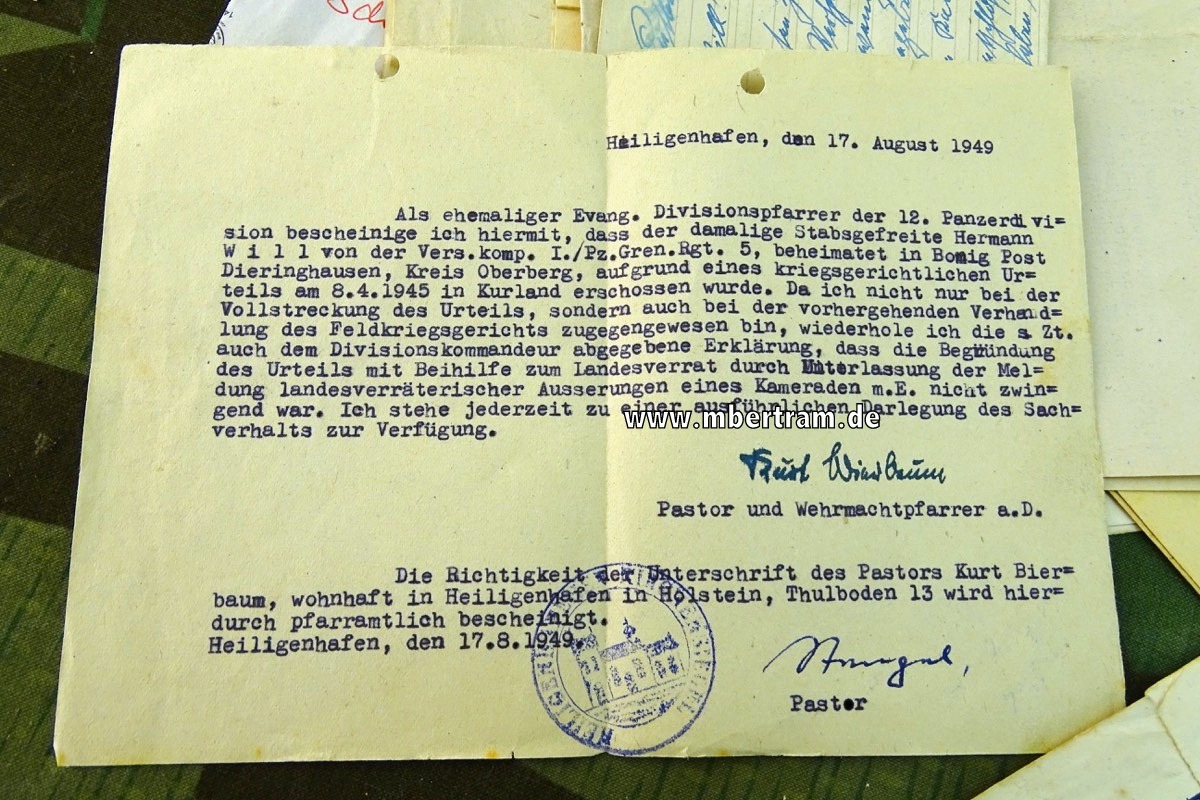 Heiligenhafen, den 17. August 1949
Als ehemaliger Evang. Divisionspfarrer der 12. Panzerdivi=
sion bescheinige ich hiermit, dass der damalige Stabsgefreite Hermann
W i l l von der Vers.komp. I./Pz.Gren.Rgt. 5, beheimatet in Bomig Post
Dieringhausen, Kreis Oberberg, aufgrund eines kriegsgerichtlichen Ur=
teils am 8.4.1945 in Kurland erschossen wurde. Da ich nicht nur bei der
Vollstreckung des Urteils, sondern auch bei der vorhergehenden Verhand=
lung des Feldkriegsgerichts zugegengewesen bin, wiederhole ich die s. Zt.
auch dem Divisionskommandeur abgegebene Erklärung, dass die Begründung
des Urteils mit Beihilfe zum Landesverrat durch Unterlassung der Mel=
dung landesverräterischer Ausserungen eines Kameraden m.E. nicht zwin=
gend war. Ich stehe jederzeit zu einer ausführlichen Darlegung des Sach=
verhalts zur Verfügung.
www.mbertram.de
Kurt Bierbaum
Pastor und Wehrmachtpfarrer a.D.
Die Richtigkeit der Unterschrift des Pastors Kurt Bier=
baum, wohnhaft in Heiligenhafen in Holstein, Thulboden 13 wird hier=
durch pfarramtlich bescheinigt.
Heiligenhafen, den 17.8.1949.
Pastor